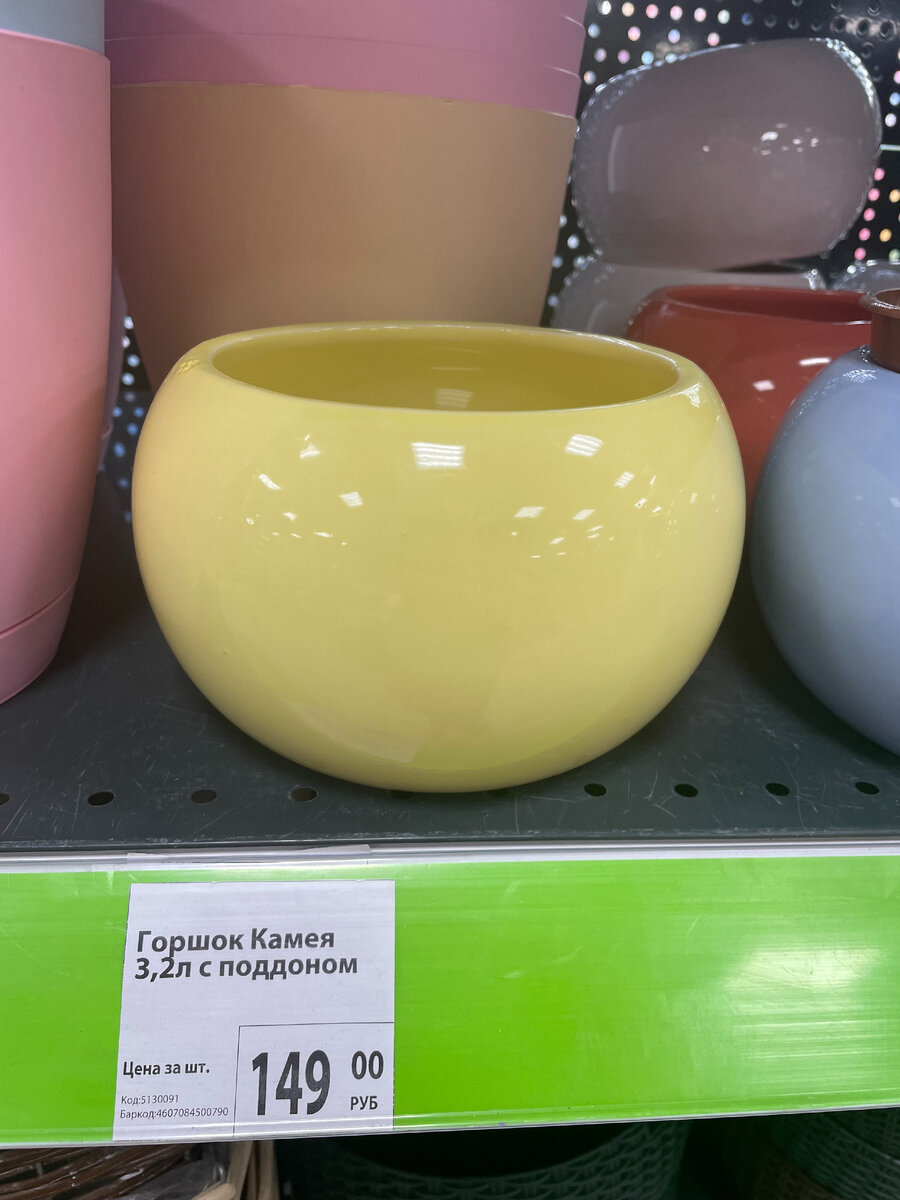 Горшок Камея
3,2л с поддоном
Цена за шт.
149 00
РУБ
Код:5130091
Баркод:4607084500790